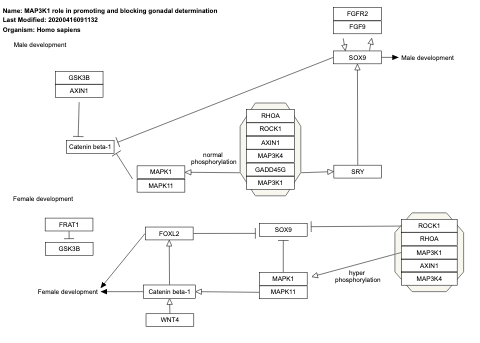 Name: MAP3K1 role in promoting and blocking gonadal determination
Last Modified: 20200416091132
Organism: Homo sapiens
Male development
FGFR2
FGF9
SOX9
Male development
GSK3B
AXIN1
Catenin beta-1
normal
phosphorylation
MAPK1
MAPK11
RHOA
ROCK1
AXIN1
MAP3K4
GADD45G
MAP3K1
SRY
Female development
FRAT1
GSK3B
FOXL2
SOX9
ROCK1
RHOA
MAP3K1
AXIN1
MAP3K4
hyper
phosphorylation
MAPK1
MAPK11
Female development
Catenin beta-1
WNT4